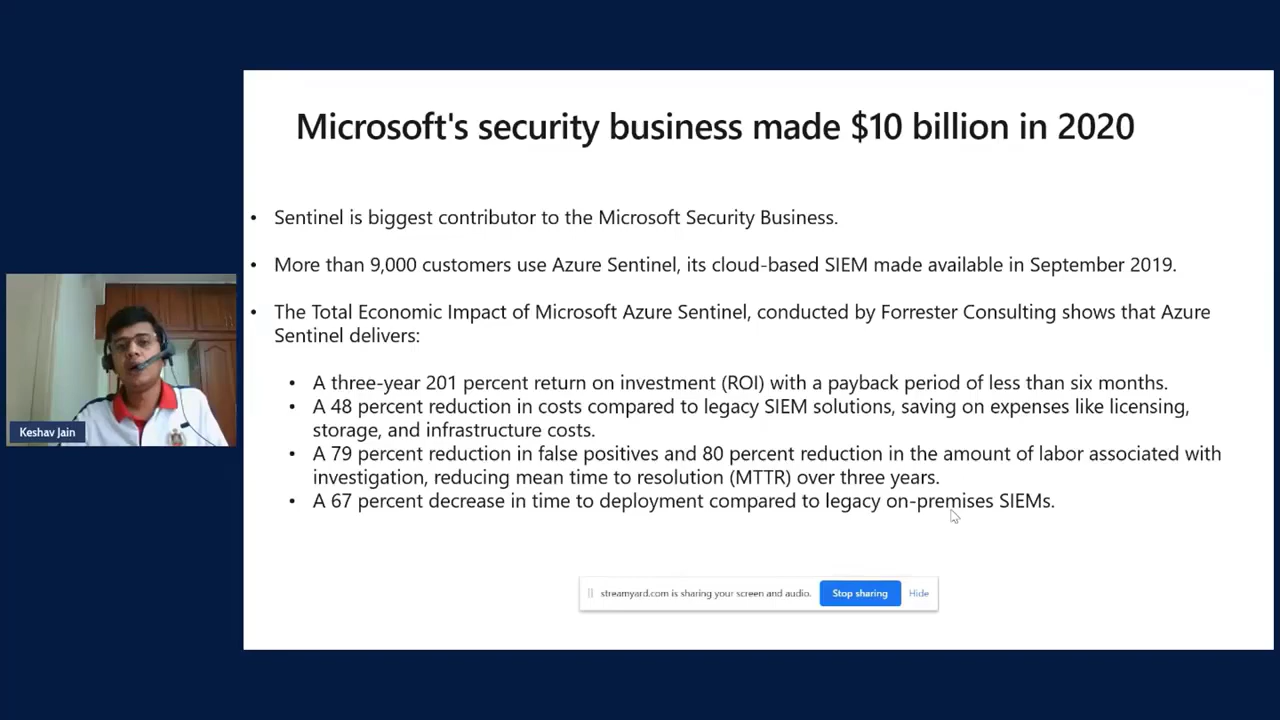 Microsoft's security business made $10 billion in 2020
• Sentinel is biggest contributor to the Microsoft Security Business.
• More than 9,000 customers use Azure Sentinel, its cloud-based SIEM made available in September 2019.
• The Total Economic Impact of Microsoft Azure Sentinel, conducted by Forrester Consulting shows that Azure
Sentinel delivers:
• A three-year 201 percent return on investment (ROI) with a payback period of less than six months.
• A 48 percent reduction in costs compared to legacy SIEM solutions, saving on expenses like licensing,
storage, and infrastructure costs.
• A 79 percent reduction in false positives and 80 percent reduction in the amount of labor associated with
investigation, reducing mean time to resolution (MTTR) over three years.
• A 67 percent decrease in time to deployment compared to legacy on-premises SIEMs.
Keshav Jain
streamyard.com is sharing your screen and audio. Stop sharing Hide